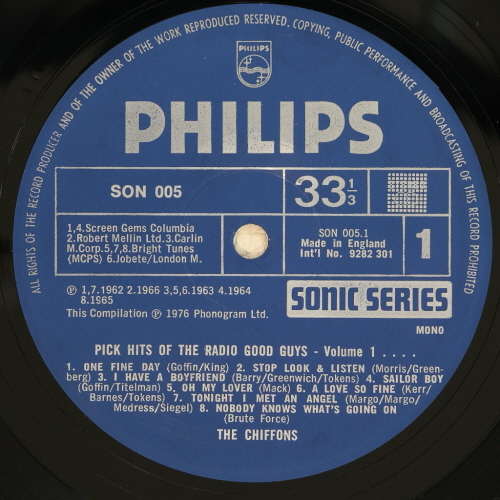 ALL RIGHTS OF THE RECORD PRODUCER AND OF THE OWNER OF THE WORK REPRODUCED RESERVED. COPYING, PUBLIC PERFORMANCE AND BROADCASTING OF THIS RECORD PROHIBITED
PHILIPS
PHILIPS
SON 005
33 1/3
1,4.Screen Gems Columbia
2.Robert Mellin Ltd.3.Carlin
M.Corp.5,7,8.Bright Tunes
(MCPS) 6.Jobete/London M.
SON 005.1
Made in England
Int'l No. 9282 301
1
℗ 1,7.1962 2.1966 3,5,6.1963 4.1964
8.1965
This Compilation ℗ 1976 Phonogram Ltd.
SONIC SERIES
MONO
PICK HITS OF THE RADIO GOOD GUYS - Volume 1 . . . .
1. ONE FINE DAY (Goffin/King) 2. STOP LOOK & LISTEN (Morris/Green-
berg) 3. I HAVE A BOYFRIEND (Barry/Greenwich/Tokens) 4. SAILOR BOY
(Goffin/Titelman) 5. OH MY LOVER (Mack) 6. A LOVE SO FINE (Kerr/
Barnes/Tokens) 7. TONIGHT I MET AN ANGEL (Margo/Margo/
Medress/Siegel) 8. NOBODY KNOWS WHAT'S GOING ON
(Brute Force)
THE CHIFFONS